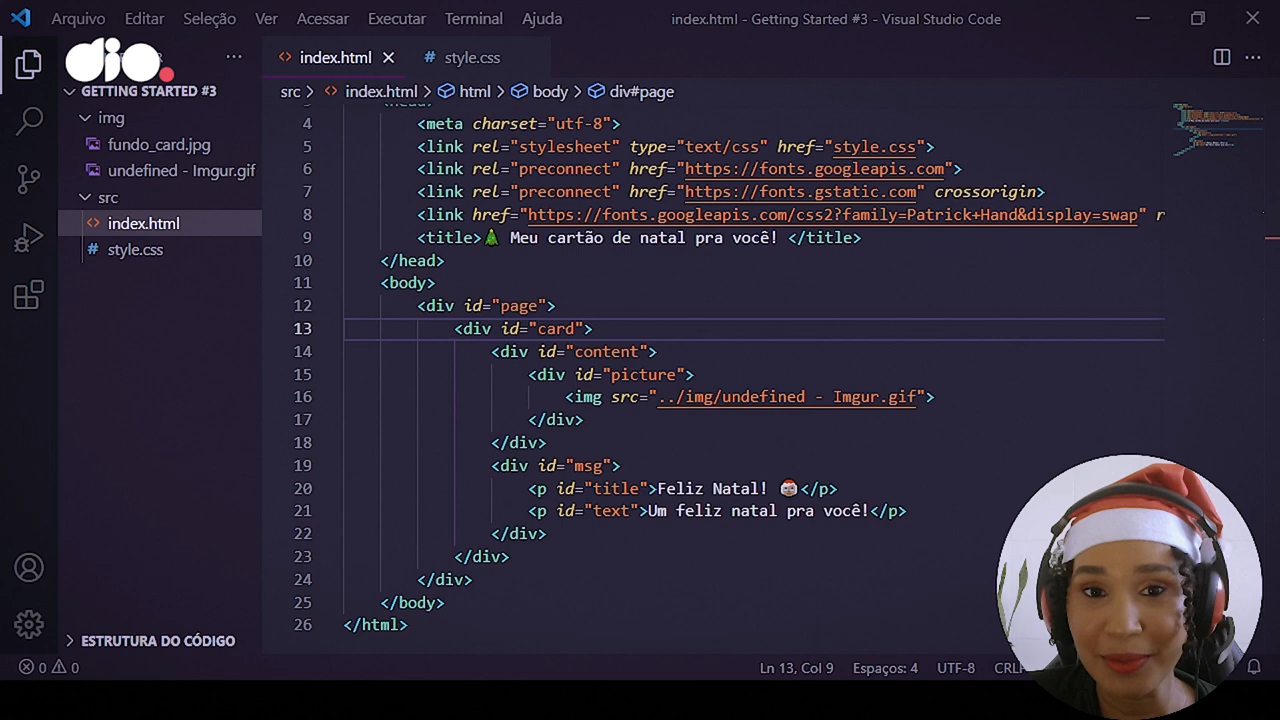 Arquivo Editar Seleção Ver Acessar Executar Terminal Ajuda index.html - Getting Started #3 - Visual Studio Code
dio.
index.html
style.css
GETTING STARTED #3
src > index.html > html > body > div#page
img
fundo_card.jpg
undefined - Imgur.gif
src
index.html
style.css
4 <meta charset="utf-8">
5 <link rel="stylesheet" type="text/css" href="style.css">
6 <link rel="preconnect" href="https://fonts.googleapis.com">
7 <link rel="preconnect" href="https://fonts.gstatic.com" crossorigin>
8 <link href="https://fonts.googleapis.com/css2?family=Patrick+Hand&display=swap" r
9 <title>🎄 Meu cartão de natal pra você! </title>
10 </head>
11 <body>
12 <div id="page">
13 <div id="card">
14 <div id="content">
15 <div id="picture">
16 <img src="../img/undefined - Imgur.gif">
17 </div>
18 </div>
19 <div id="msg">
20 <p id="title">Feliz Natal! 🎅</p>
21 <p id="text">Um feliz natal pra você!</p>
22 </div>
23 </div>
24 </div>
25 </body>
26 </html>
ESTRUTURA DO CÓDIGO
0 0 Ln 13, Col 9 Espaços: 4 UTF-8 CRLF